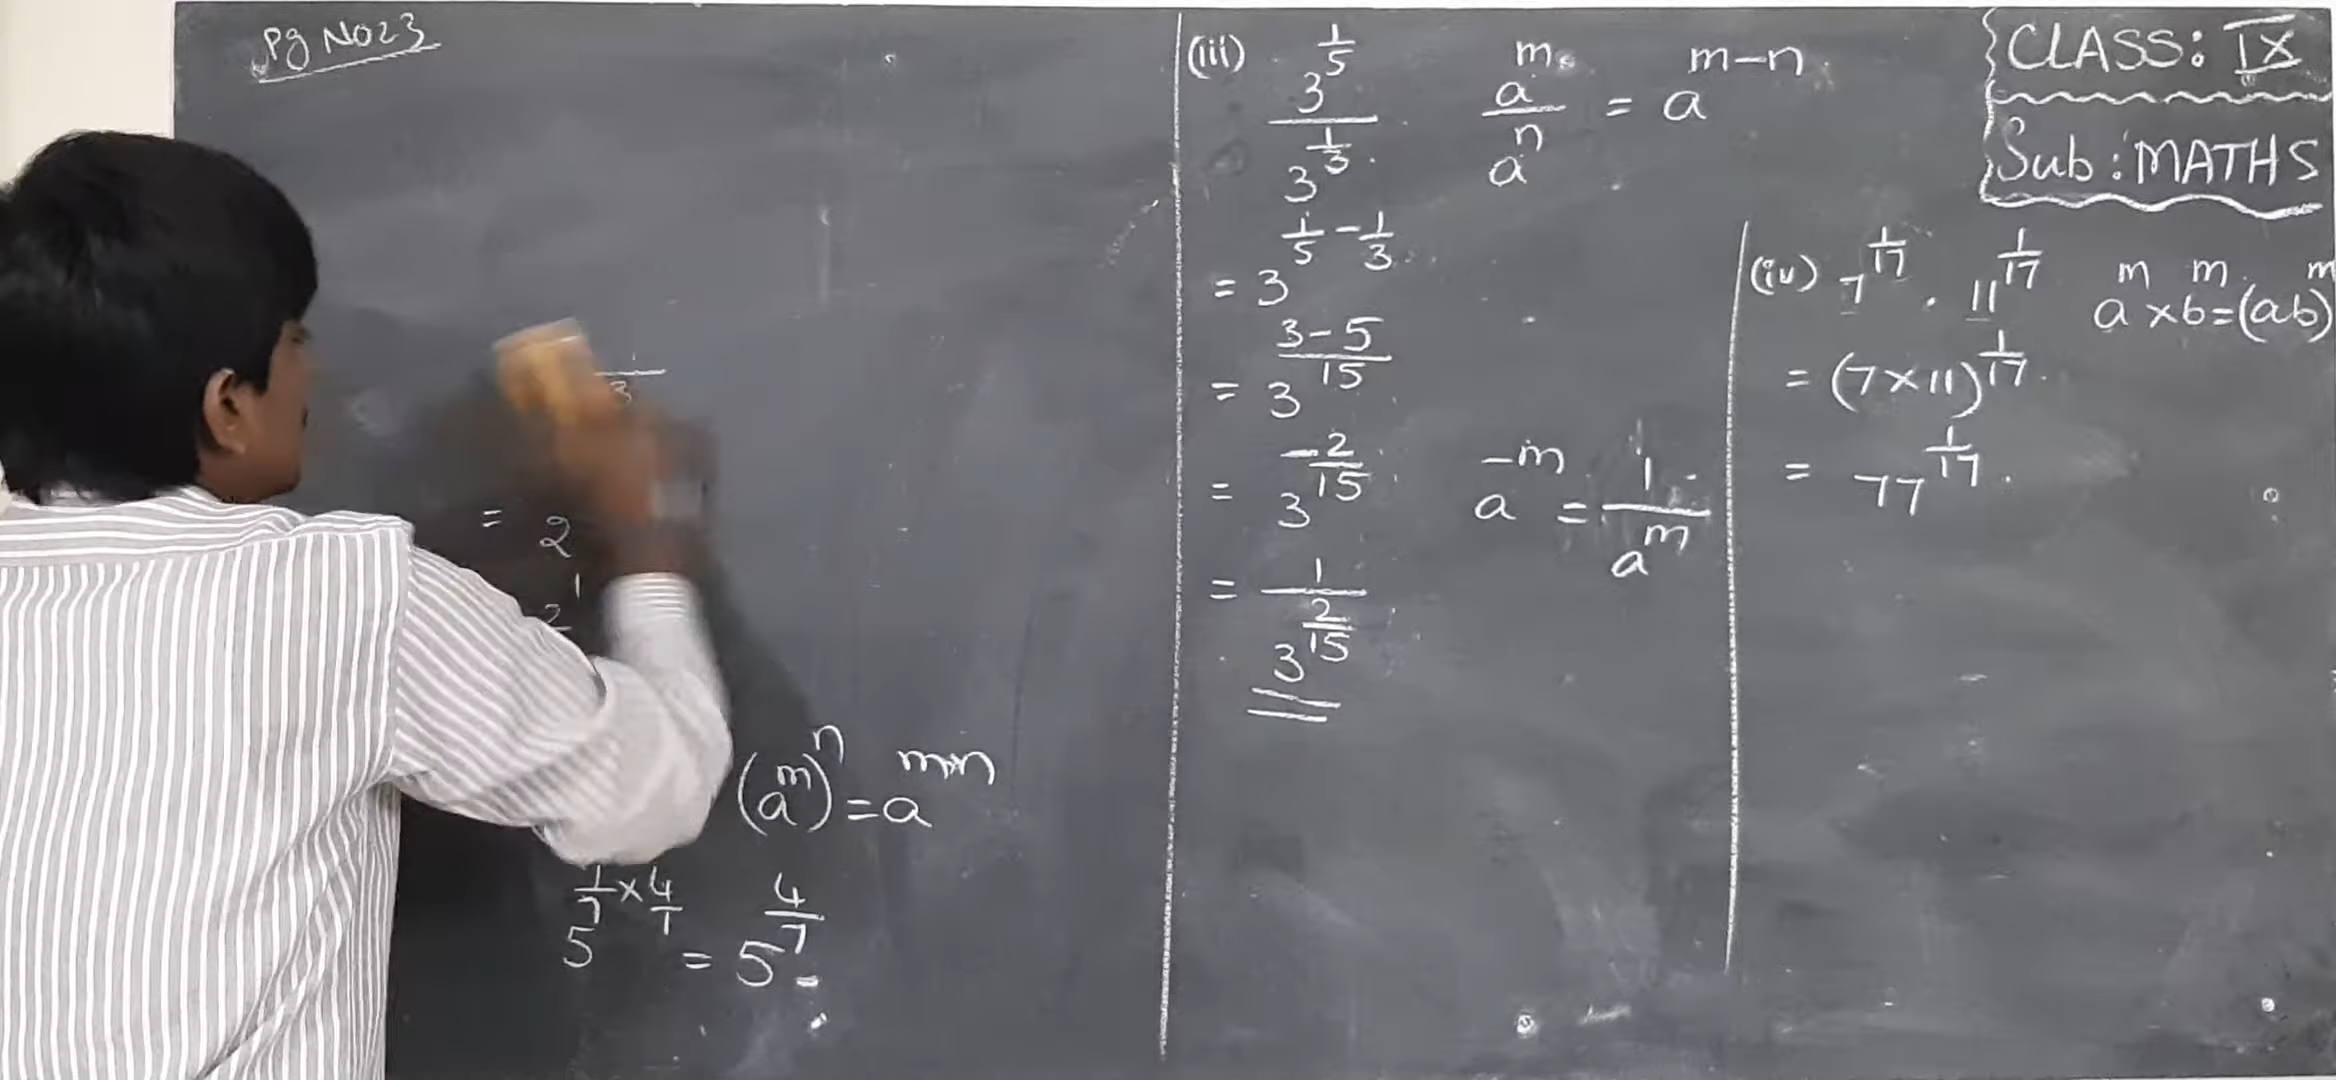 Pg No 23
3
= 2
1
2
(a^m)^n = a^mn
5^(1/7 × 4/1) = 5^(4/7)
(iii) 3^(1/5) / 3^(1/3)
a^m / a^n = a^(m-n)
= 3^(1/5 - 1/3)
= 3^((3-5)/15)
= 3^(-2/15)
a^(-m) = 1 / a^m
= 1 / 3^(2/15)
CLASS: IX
Sub: MATHS
(iv) 7^(1/17) . 11^(1/17)
a^m × b^m = (ab)^m
= (7×11)^(1/17).
= 77^(1/17).